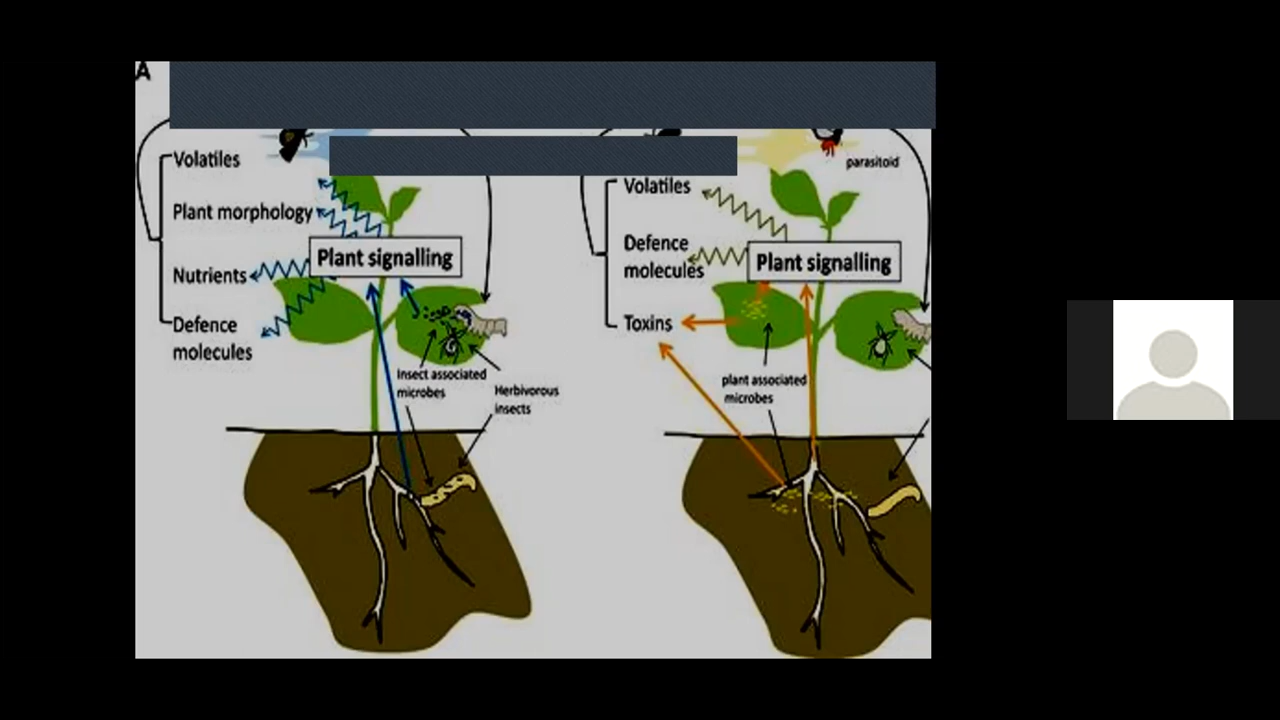 A
Volatiles
Plant morphology
Plant signalling
Nutrients
Defence
molecules
Insect associated
microbes
Herbivorous
insects
parasitoid
Volatiles
Defence
molecules
Plant signalling
Toxins
plant associated
microbes